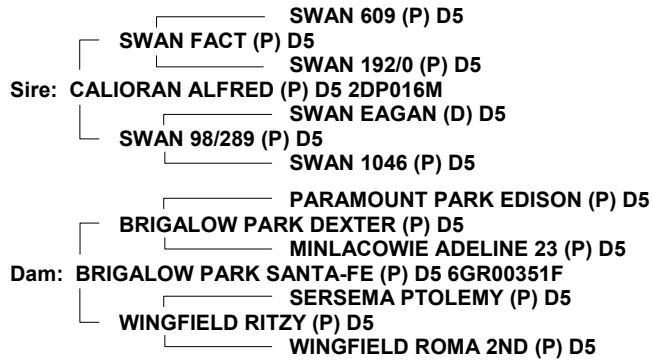 SWAN 609 (P) D5
SWAN FACT (P) D5
SWAN 192/0 (P) D5
Sire: CALIORAN ALFRED (P) D5 2DP016M
SWAN EAGAN (D) D5
SWAN 98/289 (P) D5
SWAN 1046 (P) D5
PARAMOUNT PARK EDISON (P) D5
BRIGALOW PARK DEXTER (P) D5
MINLACOWIE ADELINE 23 (P) D5
Dam: BRIGALOW PARK SANTA-FE (P) D5 6GR00351F
SERSEMA PTOLEMY (P) D5
WINGFIELD RITZY (P) D5
WINGFIELD ROMA 2ND (P) D5